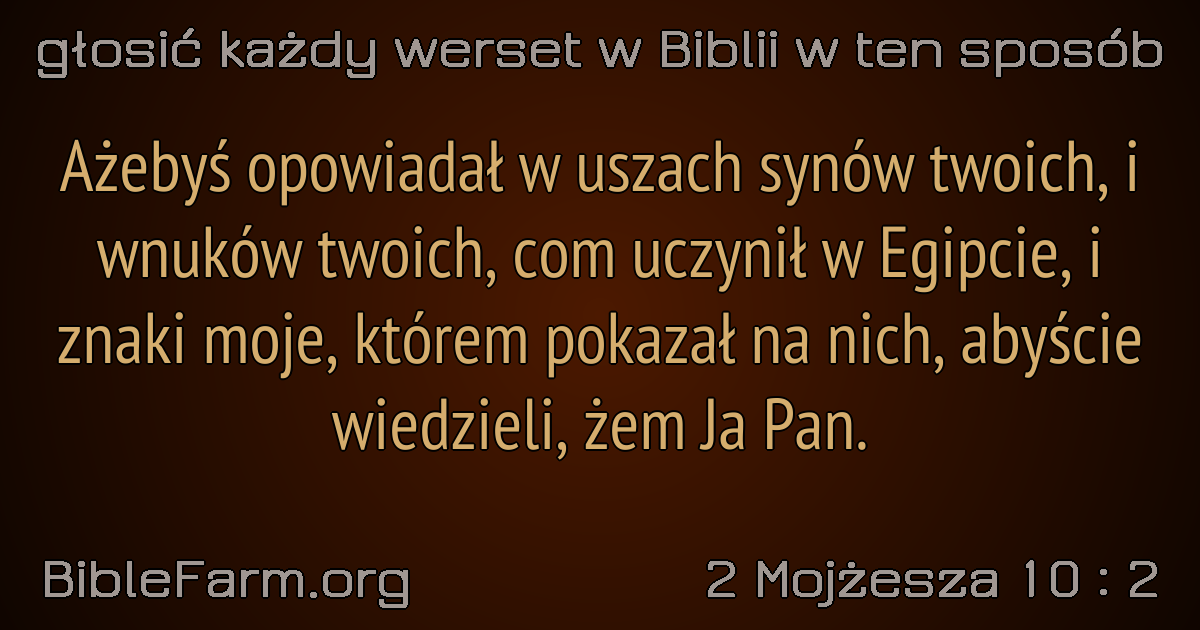 głosić każdy werset w Biblii w ten sposób
Ażebyś opowiadał w uszach synów twoich, i
wnuków twoich, com uczynił w Egipcie, i
znaki moje, którem pokazał na nich, abyście
wiedzieli, żem Ja Pan.
BibleFarm.org
2 Mojżesza 10 : 2